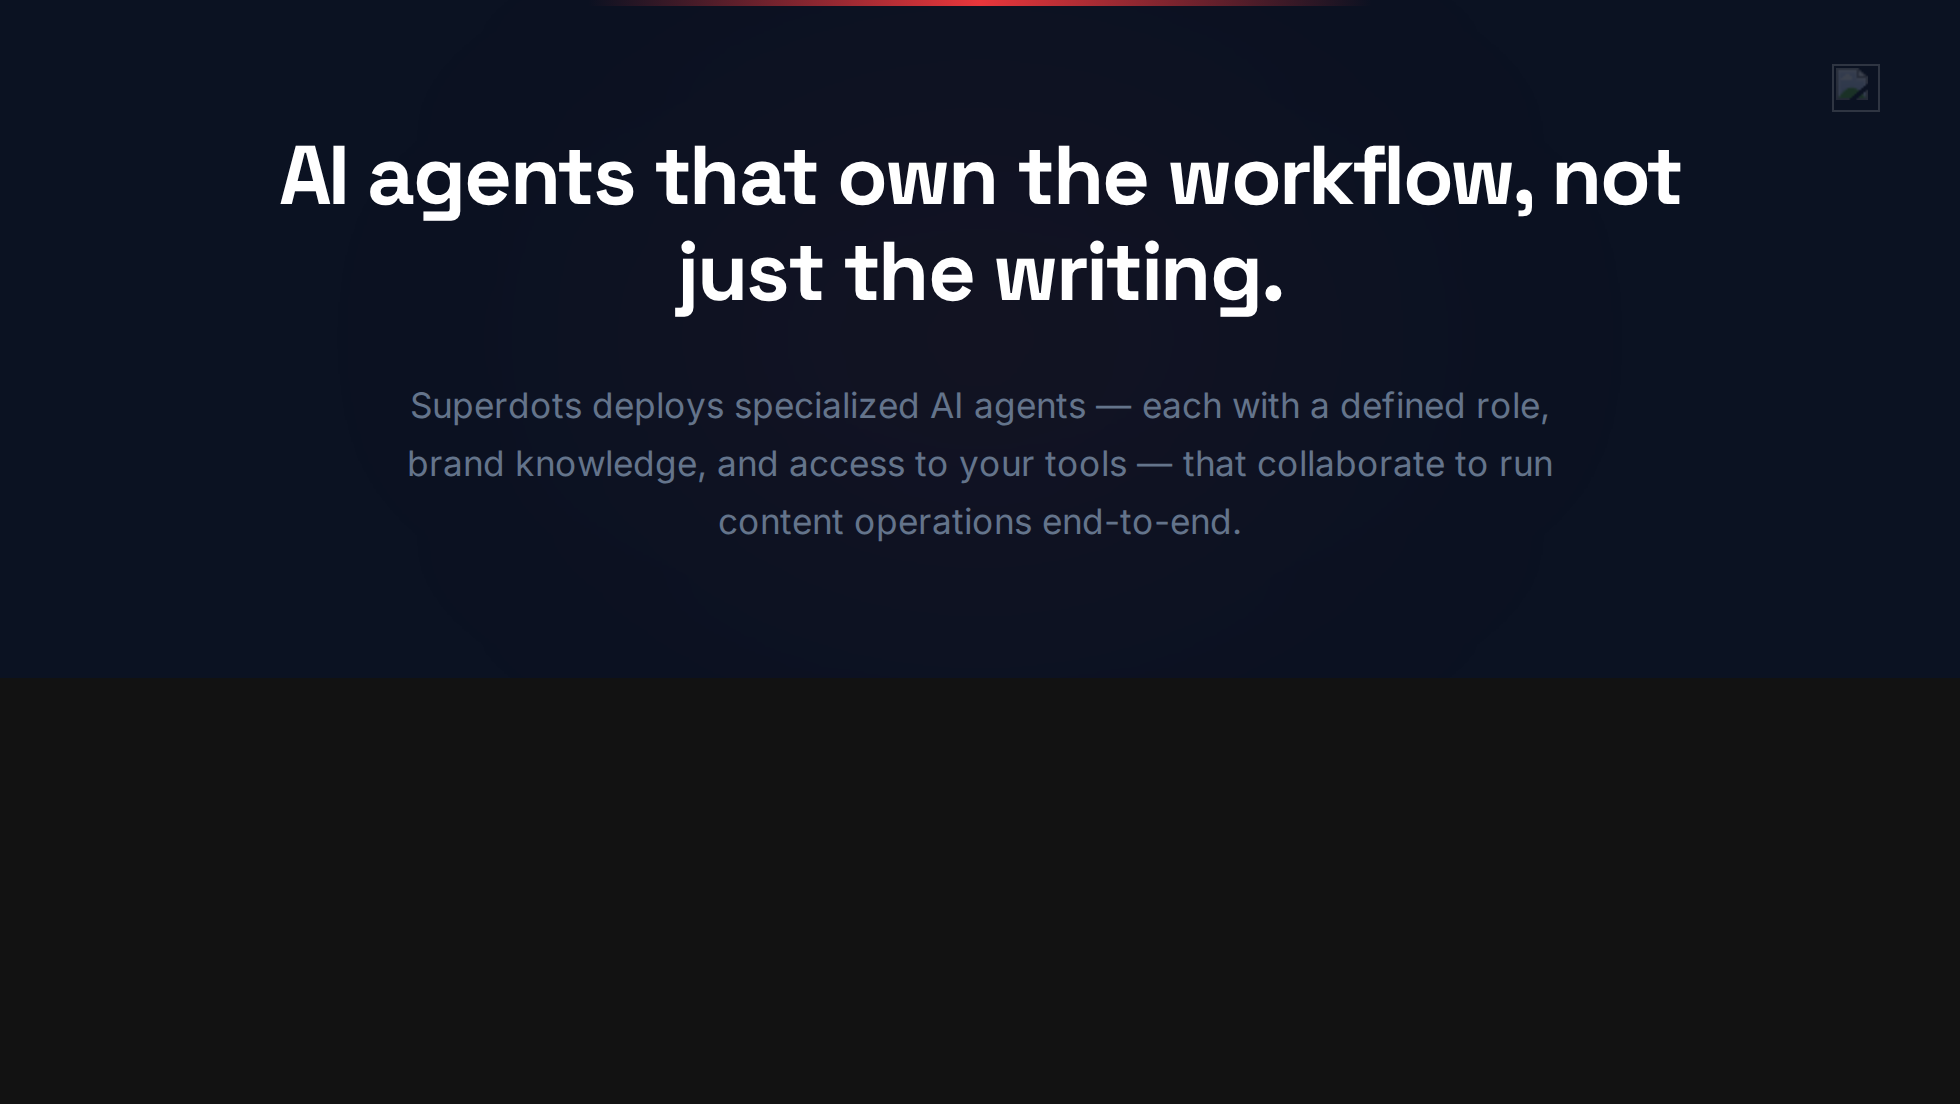 AI agents that own the workflow, not
just the writing.
Superdots deploys specialized AI agents — each with a defined role,
brand knowledge, and access to your tools — that collaborate to run
content operations end-to-end.